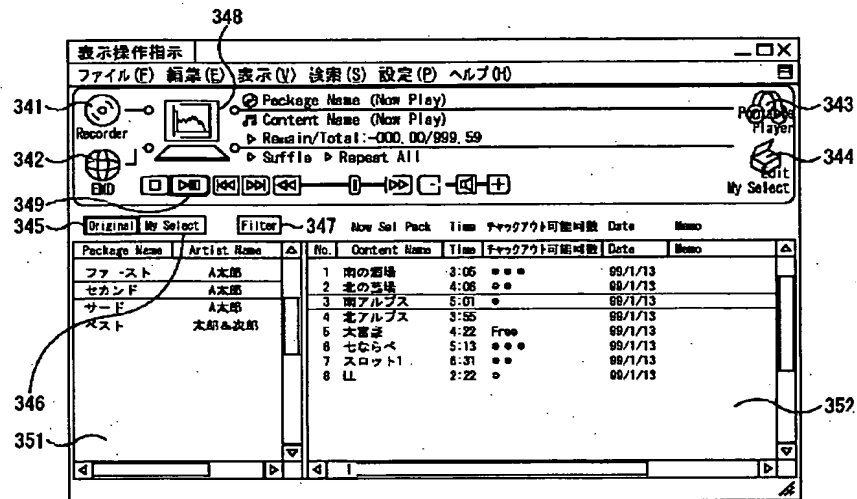 348
表示操作指示
ファイル(F) 編集(E) 表示(V) 検索(S) 設定(P) ヘルプ(H)
341
Recorder
Package Name (Now Play)
Content Name (Now Play)
Remain/Total:-000.00/999.59
Suffle Repeat All
Portable Player
343
342
EMD
349
Edit
My Select
344
345
Original My Select Filter 347 Now Sel Pack Time チャックアウト可能回数 Date Memo
Package Name Artist Name
No. Content Name Time チャックアウト可能回数 Date Memo
ファ-スト A太郎
セカンド A太郎
サード A太郎
ベスト 太郎&次郎
1 南の酒場 3:05 99/1/13
2 北の 4:06 99/1/13
3 南アルプス 5:01 99/1/13
4 北アルプス 3:55 99/1/13
5 4:22 Free 99/1/13
6 七ならべ 5:13 99/1/13
7 スロット1 6:31 99/1/13
8 LL 2:22 99/1/13
346
351
352